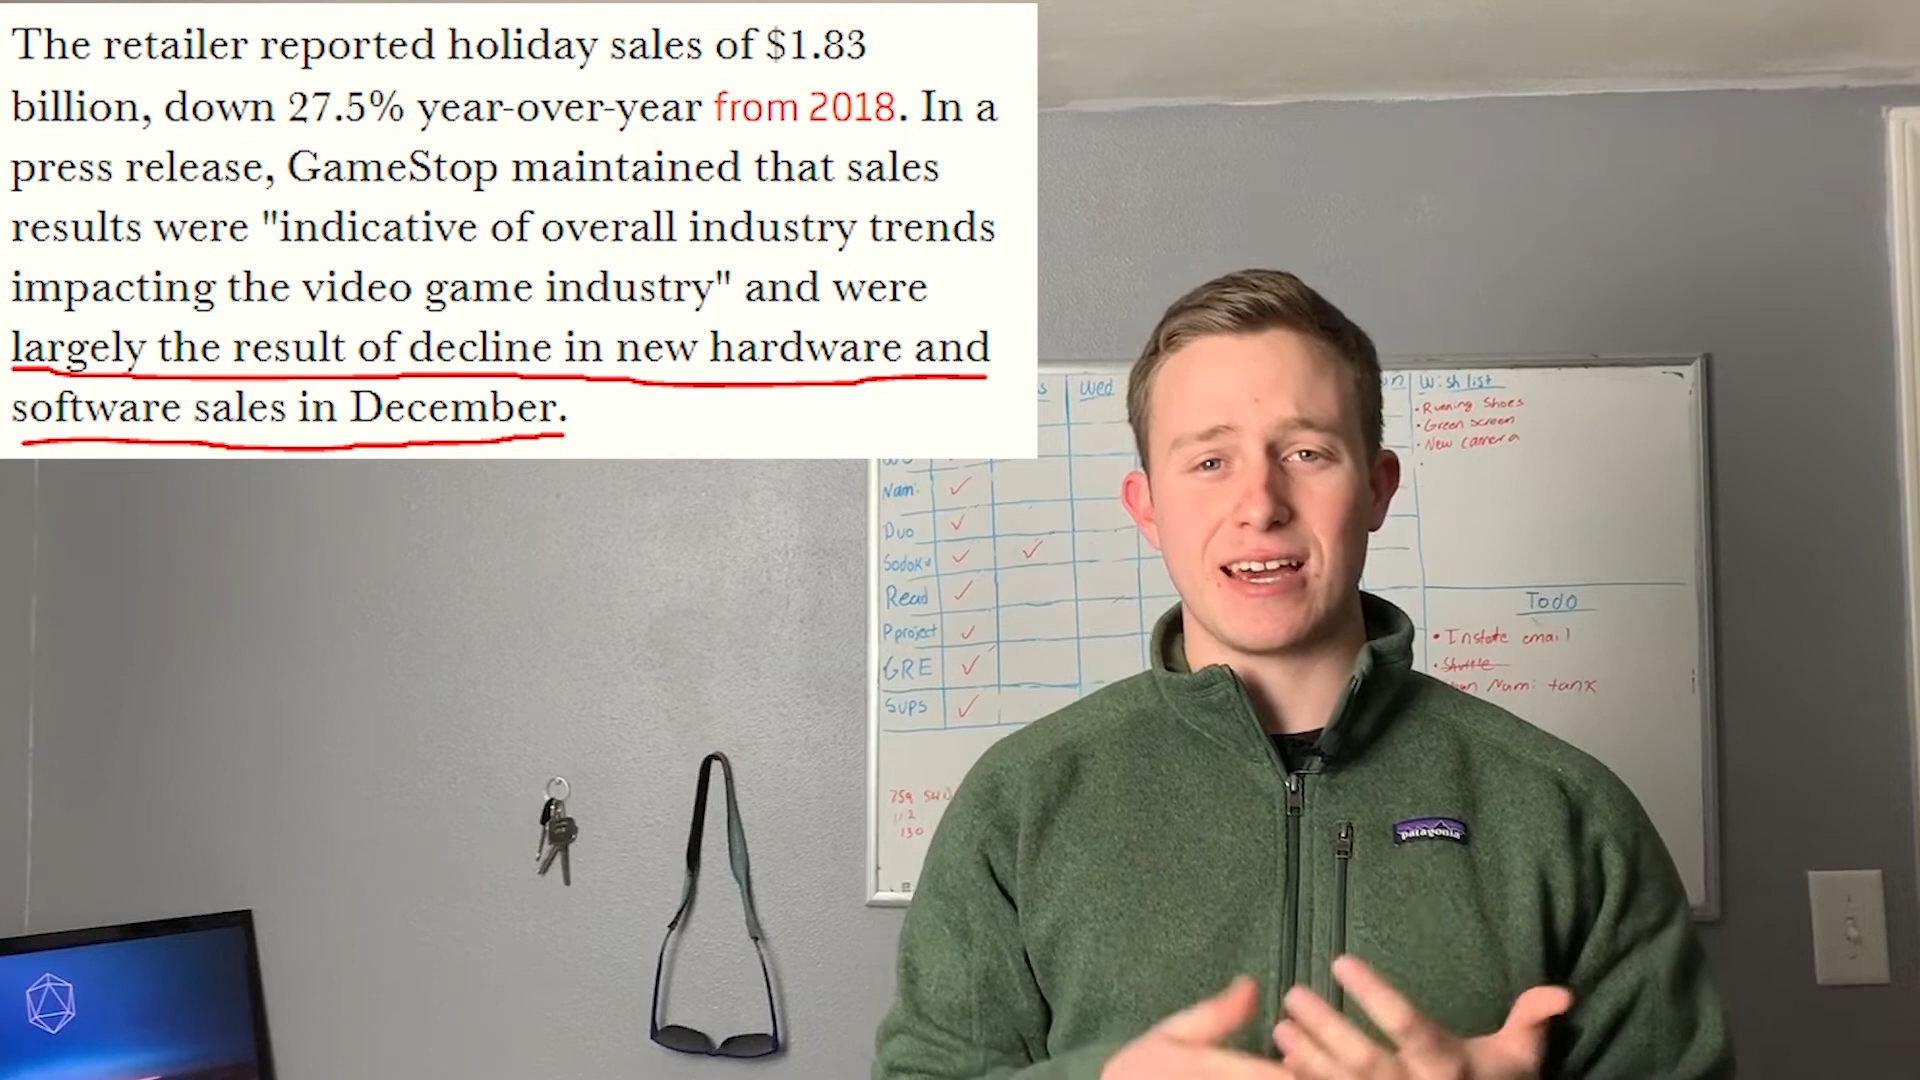 The retailer reported holiday sales of $1.83
billion, down 27.5% year-over-year from 2018. In a
press release, GameStop maintained that sales
results were "indicative of overall industry trends
impacting the video game industry" and were
largely the result of decline in new hardware and
software sales in December.
Wed
Wish list
• Running Shoes
• Green screen
• New camera
Nami
Duo
Sodoku
Read
P project
GRE
Sups
Todo
• Instate email
Nami tank
patagonia